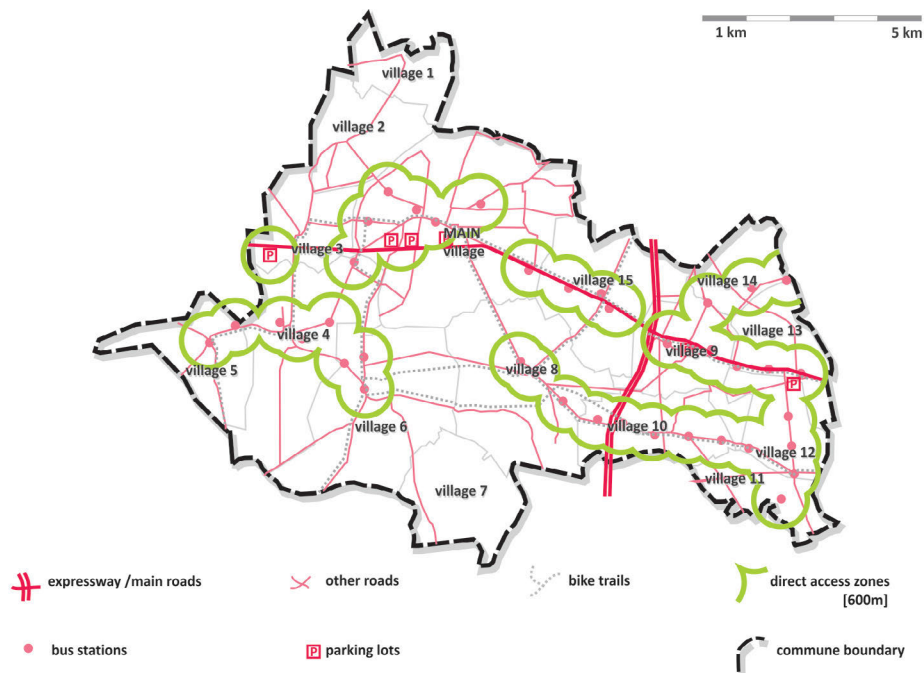 1 km 5 km
village 1
village 2
MAIN
village
village 3
village 15
village 14
village 13
village 4
village 9
village 5
village 8
village 6
village 10
village 12
village 11
village 7
P
P
P
P
expressway /main roads
other roads
bike trails
direct access zones
[600m]
bus stations
P parking lots
commune boundary